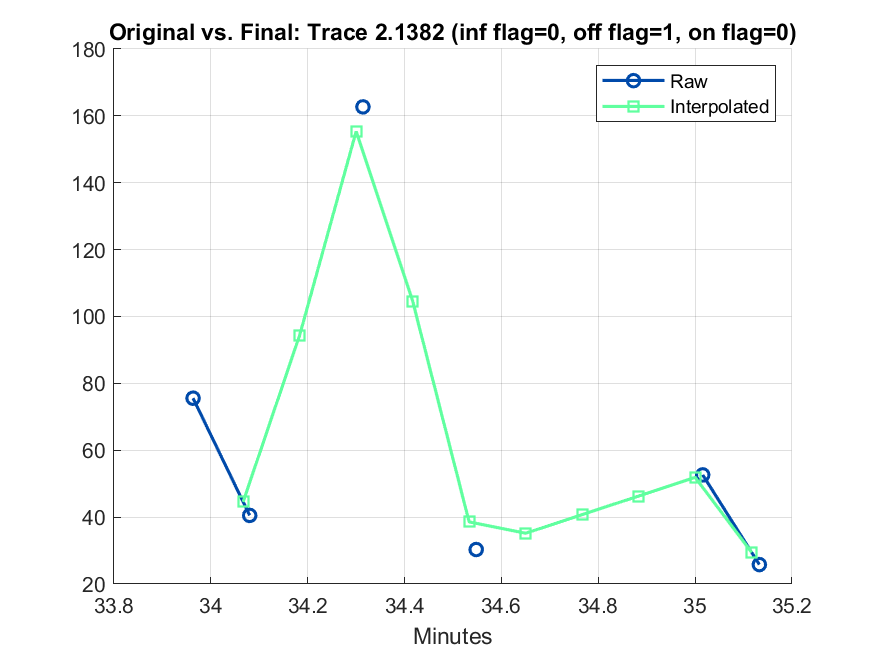 Original vs. Final: Trace 2.1382 (inf flag=0, off flag=1, on flag=0)
180
160
140
120
100
80
60
40
20
Raw
Interpolated
33.8 34 34.2 34.4 34.6 34.8 35 35.2
Minutes